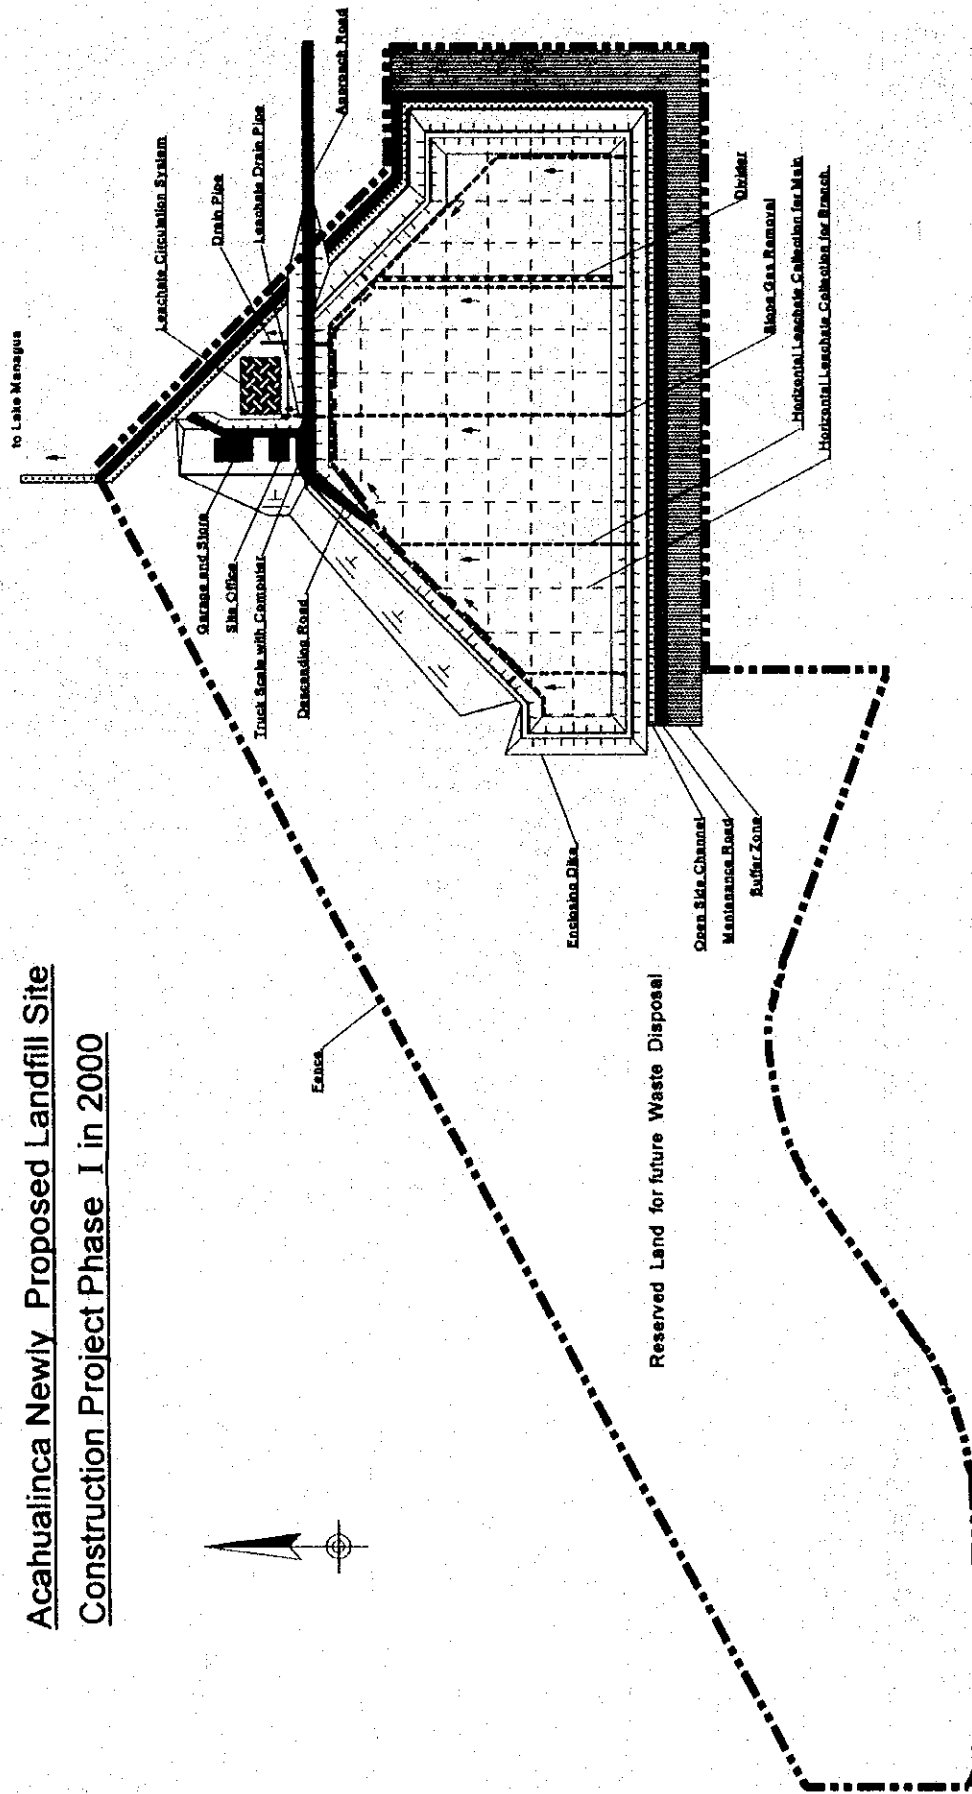 Acahualinca Newly Proposed Landfill Site
Construction Project Phase I in 2000
to Lake Managua
Leachate Circulation System
Drain Pipe
Leachate Drain Pipe
Approach Road
Garage and Store
Site Office
Truck Scale with Computer
Descending Road
Fence
Enclosing Dike
Reserved Land for future Waste Disposal
Open Side Channel
Maintenance Road
Buffer Zone
Divider
Slope Gas Removal
Horizontal Leachate Collection for Main
Horizontal Leachate Collection for Branch